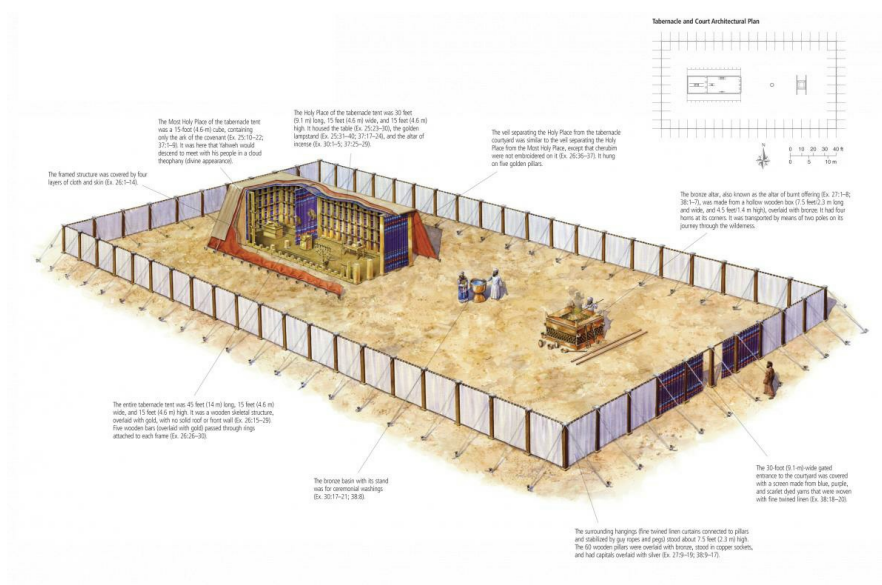 Tabernacle and Court Architectural Plan
N
0 10 20 30 40 ft
0 5 10 m
The Most Holy Place of the tabernacle tent
was a 15-foot (4.6-m) cube, containing
only the ark of the covenant (Ex. 25:10–22;
37:1–9). It was here that Yahweh would
descend to meet with his people in a cloud
theophany (divine appearance).
The Holy Place of the tabernacle tent was 30 feet
(9.1 m) long, 15 feet (4.6 m) wide, and 15 feet (4.6 m)
high. It housed the table (Ex. 25:23–30), the golden
lampstand (Ex. 25:31–40; 37:17–24), and the altar of
incense (Ex. 30:1–5; 37:25–29).
The veil separating the Holy Place from the tabernacle
courtyard was similar to the veil separating the Holy
Place from the Most Holy Place, except that cherubim
were not embroidered on it (Ex. 26:36–37). It hung
on five golden pillars.
The framed structure was covered by four
layers of cloth and skin (Ex. 26:1–14).
The bronze altar, also known as the altar of burnt offering (Ex. 27:1–8;
38:1–7), was made from a hollow wooden box (7.5 feet/2.3 m long
and wide, and 4.5 feet/1.4 m high), overlaid with bronze. It had four
horns at its corners. It was transported by means of two poles on its
journey through the wilderness.
The entire tabernacle tent was 45 feet (14 m) long, 15 feet (4.6 m)
wide, and 15 feet (4.6 m) high. It was a wooden skeletal structure,
overlaid with gold, with no solid roof or front wall (Ex. 26:15–29).
Five wooden bars (overlaid with gold) passed through rings
attached to each frame (Ex. 26:26–30).
The bronze basin with its stand
was for ceremonial washings
(Ex. 30:17–21; 38:8).
The 30-foot (9.1-m)-wide gated
entrance to the courtyard was covered
with a screen made from blue, purple,
and scarlet dyed yarns that were woven
with fine twined linen (Ex. 38:18–20).
The surrounding hangings (fine twined linen curtains connected to pillars
and stabilized by guy ropes and pegs) stood about 7.5 feet (2.3 m) high.
The 60 wooden pillars were overlaid with bronze, stood in copper sockets,
and had capitals overlaid with silver (Ex. 27:9–19; 38:9–17).